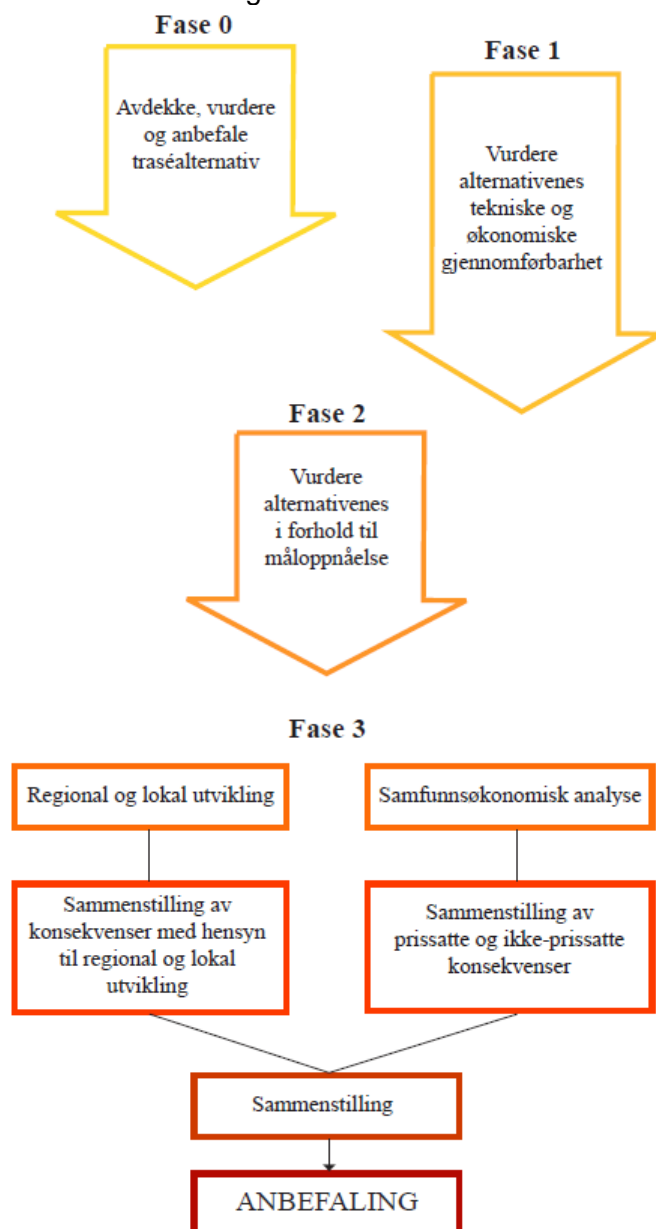 Fase 0
Avdekke, vurdere
og anbefale
traséalternativ
Fase 1
Vurdere
alternativenes
tekniske og
økonomiske
gjennomførbarhet
Fase 2
Vurdere
alternativenes
i forhold til
måloppnåelse
Fase 3
Regional og lokal utvikling
Samfunnsøkonomisk analyse
Sammenstilling av
konsekvenser med hensyn
til regional og lokal
utvikling
Sammenstilling av
prissatte og ikke-prissatte
konsekvenser
Sammenstilling
ANBEFALING